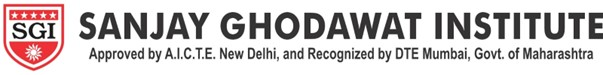 SGI
SANJAY GHODAWAT INSTITUTE
Approved by A.I.C.T.E. New Delhi, and Recognized by DTE Mumbai, Govt. of Maharashtra